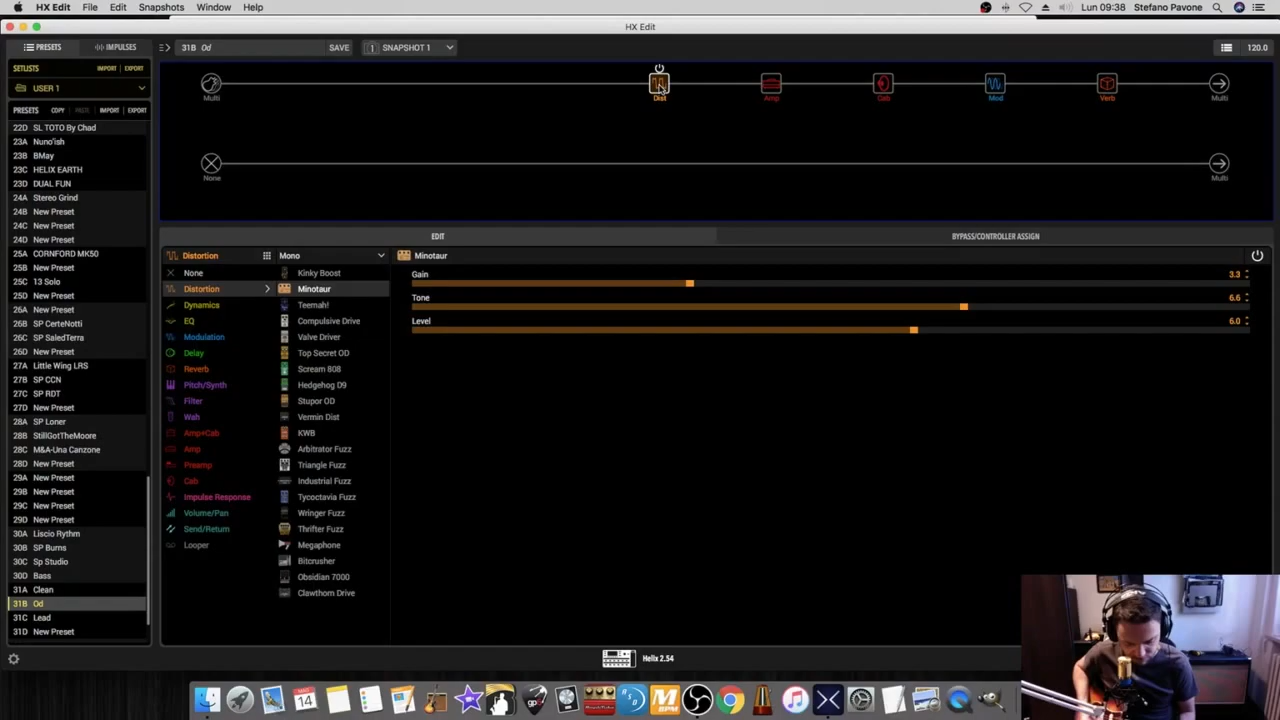 HX Edit File Edit Snapshots Window Help
Lun 09:38 Stefano Pavone
HX Edit
PRESETS IMPULSES
31B Od SAVE 1 SNAPSHOT 1 120.0
SETLISTS IMPORT EXPORT
USER 1
PRESETS COPY PASTE IMPORT EXPORT
22D SL TOTO By Chad
23A Nuno'ish
23B BMay
23C HELIX EARTH
23D DUAL FUN
24A Stereo Grind
24B New Preset
24C New Preset
24D New Preset
25A CORNFORD MK50
25B New Preset
25C 13 Solo
25D New Preset
26A New Preset
26B SP CerteNotti
26C SP SaledTerra
26D New Preset
27A Little Wing LRS
27B SP CCN
27C SP RDT
27D New Preset
28A SP Loner
28B StillGotTheMoore
28C M&A-Una Canzone
28D New Preset
29A New Preset
29B New Preset
29C New Preset
29D New Preset
30A Liscio Rythm
30B SP Burns
30C Sp Studio
30D Bass
31A Clean
31B Od
31C Lead
31D New Preset
Multi Dist Amp Cab Mod Verb Multi
None Multi
EDIT BYPASS/CONTROLLER ASSIGN
Distortion
None
Distortion
Dynamics
EQ
Modulation
Delay
Reverb
Pitch/Synth
Filter
Wah
Amp+Cab
Amp
Preamp
Cab
Impulse Response
Volume/Pan
Send/Return
Looper
Mono
Kinky Boost
Minotaur
Teemah!
Compulsive Drive
Valve Driver
Top Secret OD
Scream 808
Hedgehog D9
Stupor OD
Vermin Dist
KWB
Arbitrator Fuzz
Triangle Fuzz
Industrial Fuzz
Tycoctavia Fuzz
Wringer Fuzz
Thrifter Fuzz
Megaphone
Bitcrusher
Obsidian 7000
Clawthorn Drive
Minotaur
Gain 3.3
Tone 6.6
Level 6.0
Helix 2.54